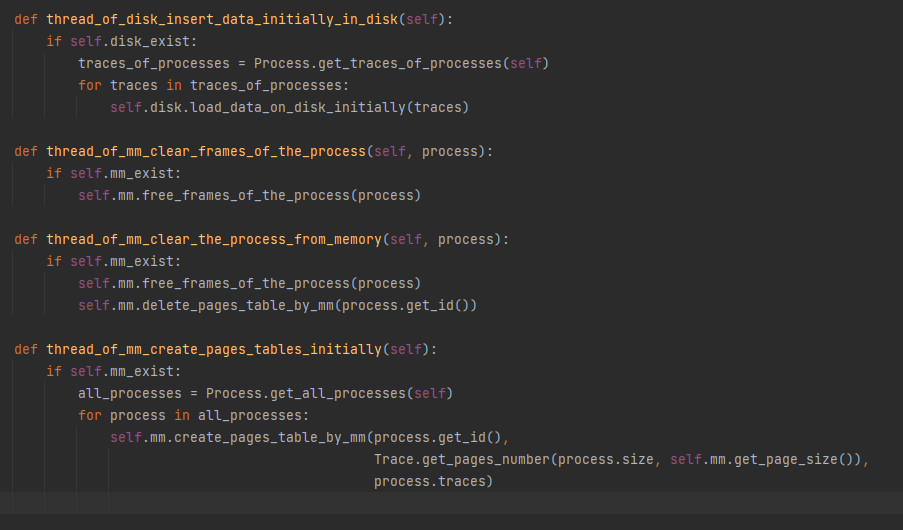 def thread_of_disk_insert_data_initially_in_disk(self):
    if self.disk_exist:
        traces_of_processes = Process.get_traces_of_processes(self)
        for traces in traces_of_processes:
            self.disk.load_data_on_disk_initially(traces)

def thread_of_mm_clear_frames_of_the_process(self, process):
    if self.mm_exist:
        self.mm.free_frames_of_the_process(process)

def thread_of_mm_clear_the_process_from_memory(self, process):
    if self.mm_exist:
        self.mm.free_frames_of_the_process(process)
        self.mm.delete_pages_table_by_mm(process.get_id())

def thread_of_mm_create_pages_tables_initially(self):
    if self.mm_exist:
        all_processes = Process.get_all_processes(self)
        for process in all_processes:
            self.mm.create_pages_table_by_mm(process.get_id(),
                                             Trace.get_pages_number(process.size, self.mm.get_page_size()),
                                             process.traces)